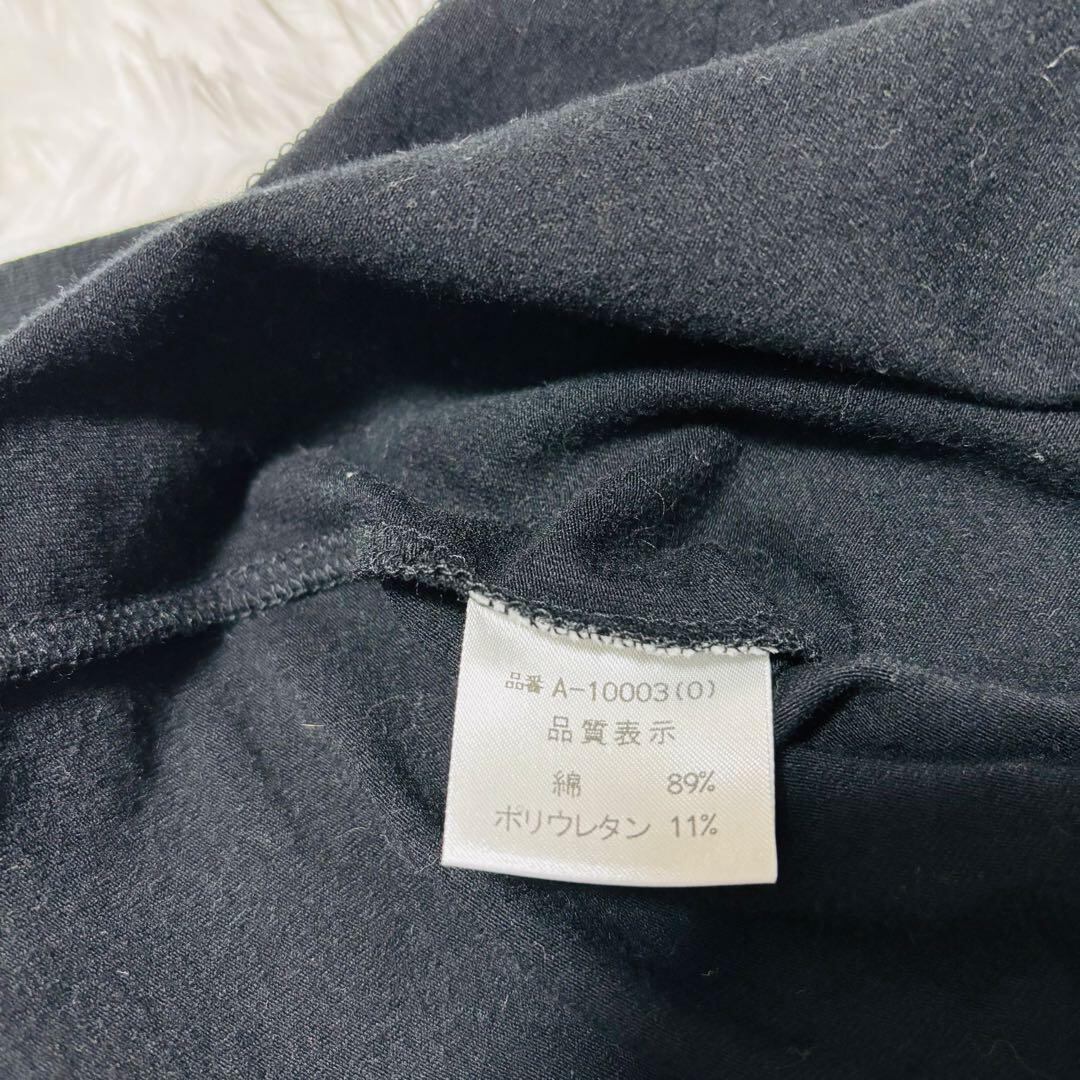 品番 A-10003(0)
品質表示
綿 89%
ポリウレタン 11%